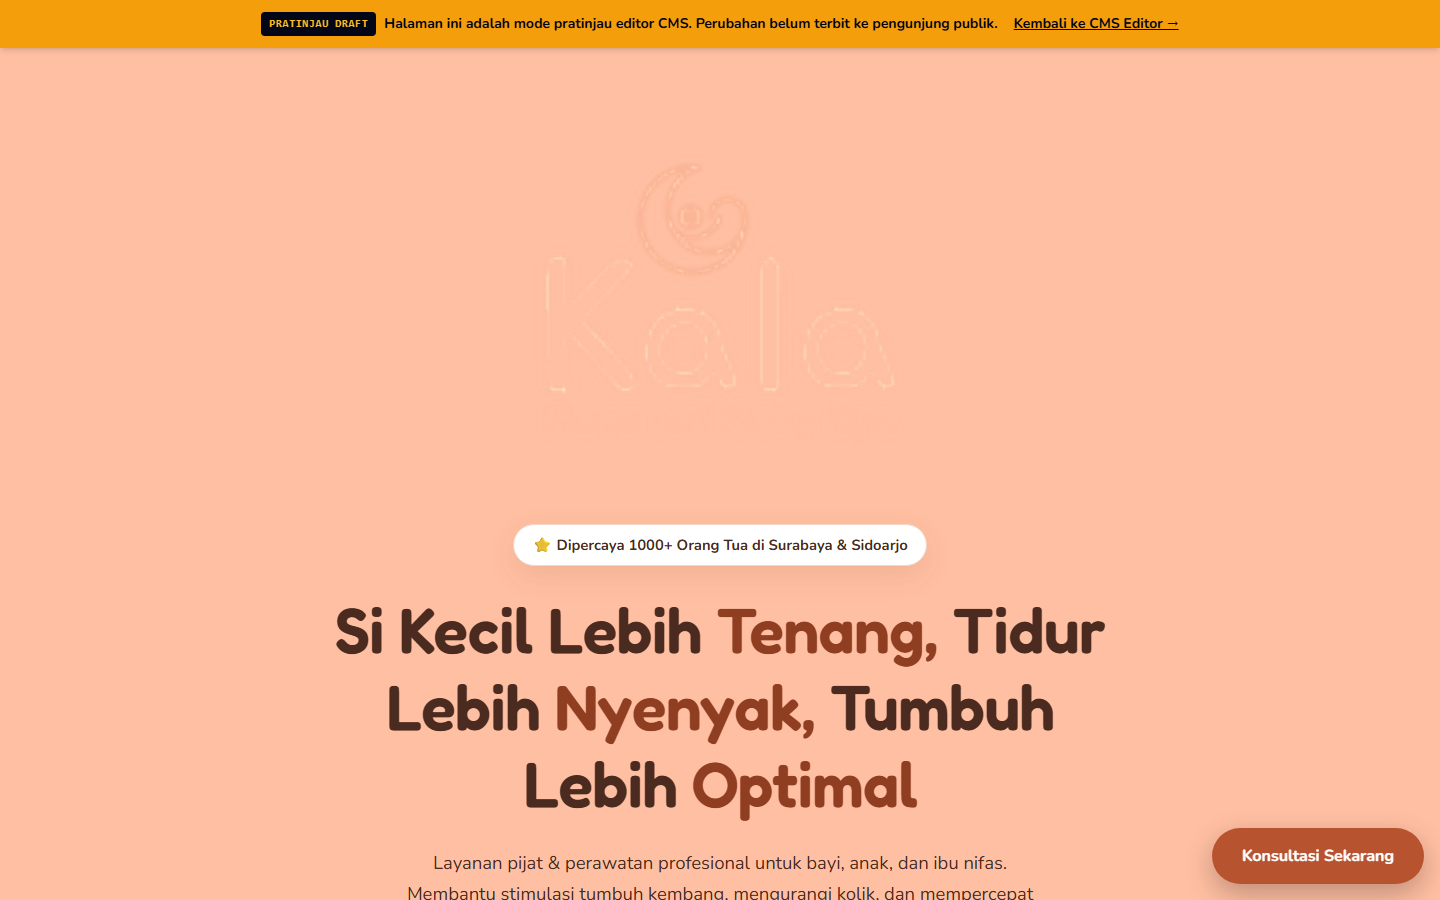 PRATINJAU DRAFT Halaman ini adalah mode pratinjau editor CMS. Perubahan belum terbit ke pengunjung publik. Kembali ke CMS Editor →
Kala
Dipercaya 1000+ Orang Tua di Surabaya & Sidoarjo
Si Kecil Lebih Tenang, Tidur
Lebih Nyenyak, Tumbuh
Lebih Optimal
Layanan pijat & perawatan profesional untuk bayi, anak, dan ibu nifas.
Membantu stimulasi tumbuh kembang, mengurangi kolik, dan mempercepat
Konsultasi Sekarang